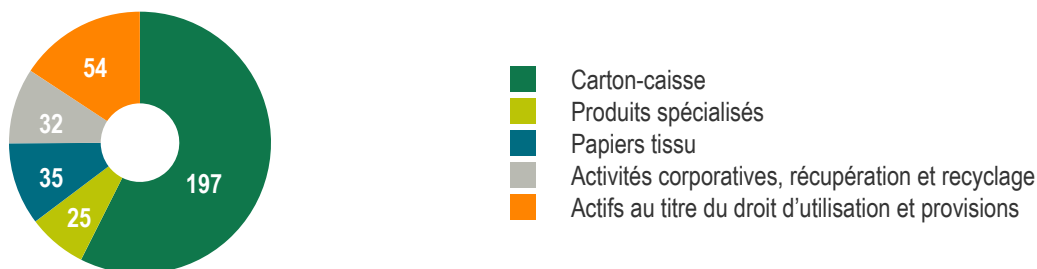 54
32
35
25
197
Carton-caisse
Produits spécialisés
Papiers tissu
Activités corporatives, récupération et recyclage
Actifs au titre du droit d’utilisation et provisions